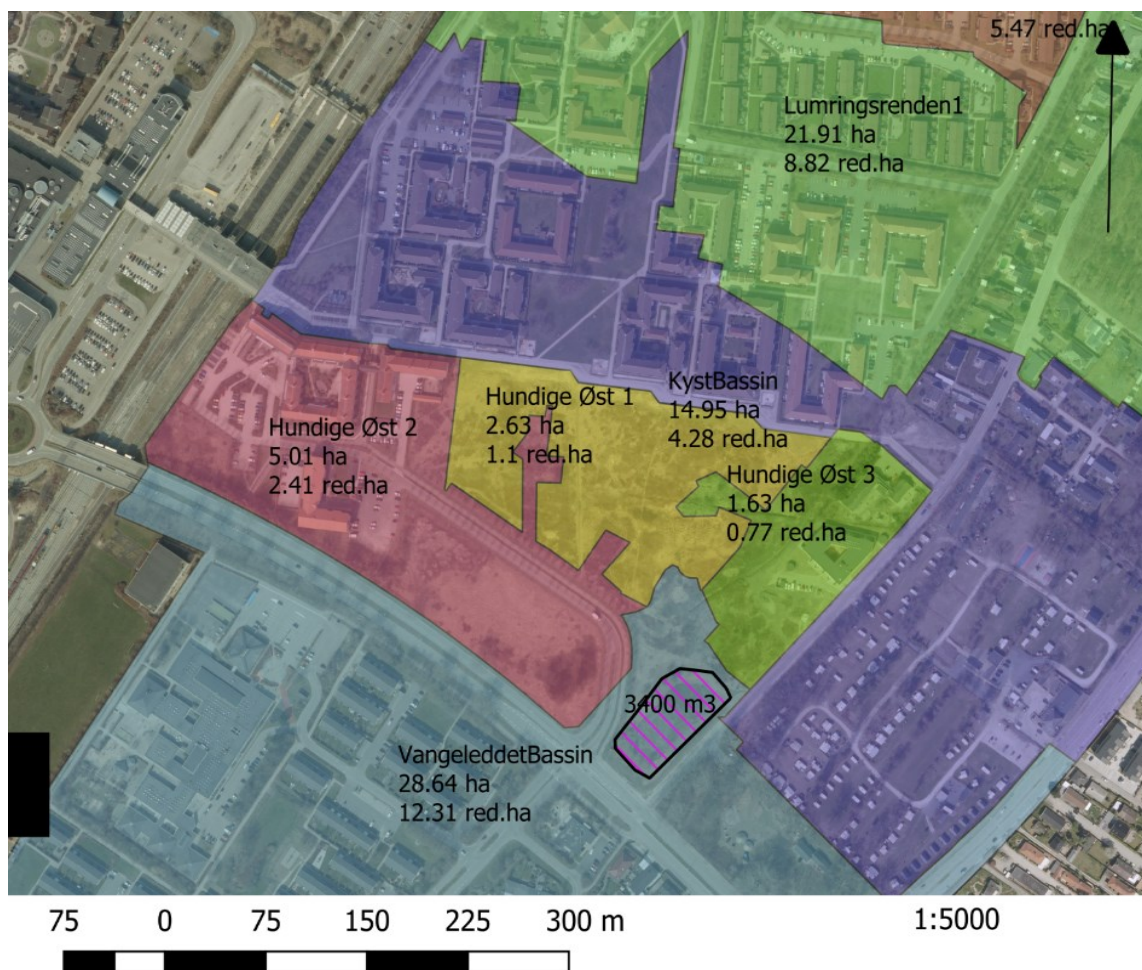 5.47 red.ha
Lumringsrenden1
21.91 ha
8.82 red.ha
KystBassin
14.95 ha
4.28 red.ha
Hundige Øst 1
2.63 ha
1.1 red.ha
Hundige Øst 2
5.01 ha
2.41 red.ha
Hundige Øst 3
1.63 ha
0.77 red.ha
3400 m3
VangeleddetBassin
28.64 ha
12.31 red.ha
75 0 75 150 225 300 m
1:5000